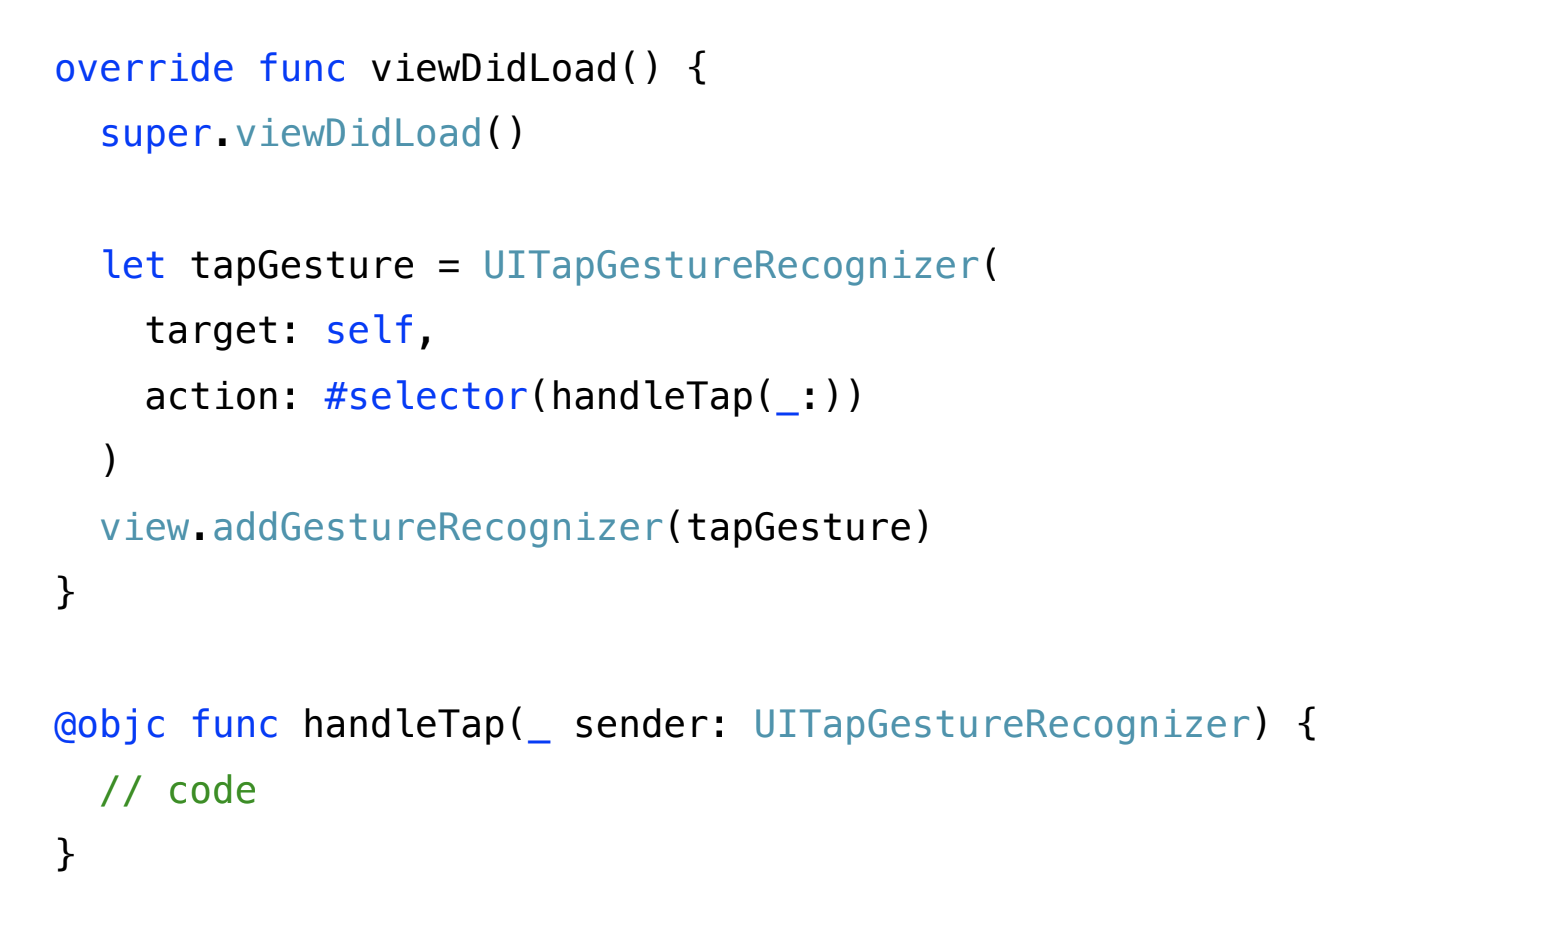 override func viewDidLoad() {
  super.viewDidLoad()

  let tapGesture = UITapGestureRecognizer(
    target: self,
    action: #selector(handleTap(_:))
  )
  view.addGestureRecognizer(tapGesture)
}

@objc func handleTap(_ sender: UITapGestureRecognizer) {
  // code
}